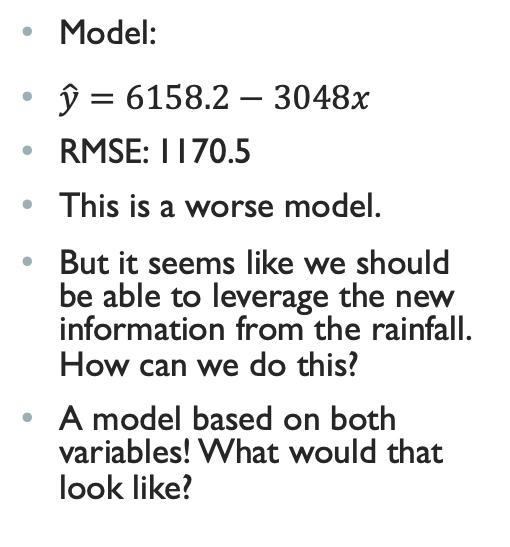 • Model:
• ŷ = 6158.2 − 3048x
• RMSE: 1170.5
• This is a worse model.
• But it seems like we should
be able to leverage the new
information from the rainfall.
How can we do this?
• A model based on both
variables! What would that
look like?